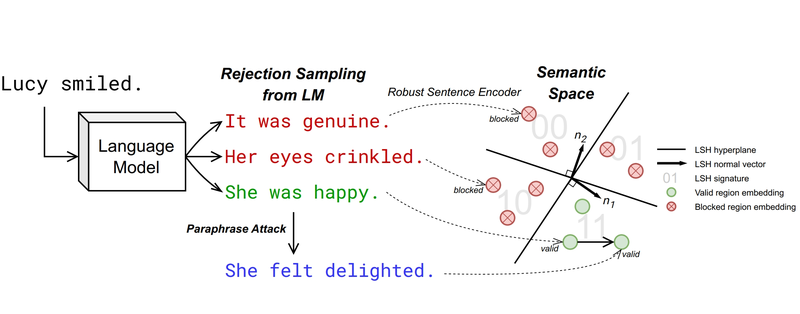 Lucy smiled.
Language
Model
Rejection Sampling
from LM
It was genuine.
Her eyes crinkled.
She was happy.
Paraphrase Attack
She felt delighted.
Robust Sentence Encoder
Semantic
Space
blocked
00
n2
01
blocked
10
n1
11
valid
valid
LSH hyperplane
LSH normal vector
01 LSH signature
Valid region embedding
Blocked region embedding